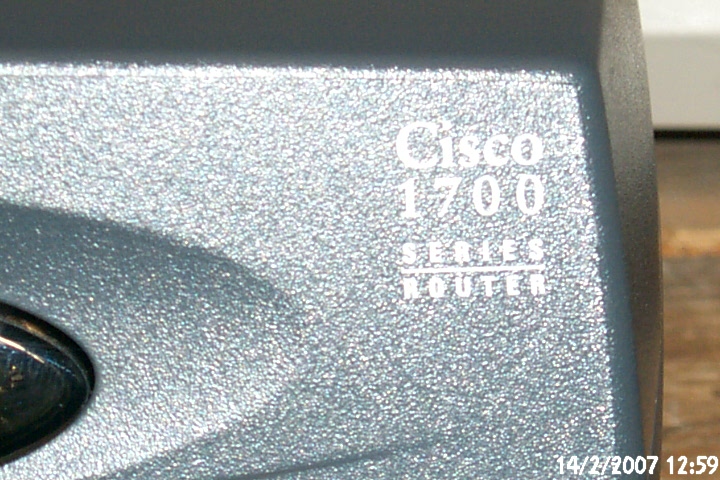 Cisco
1700
SERIES
ROUTER
14/2/2007 12:59